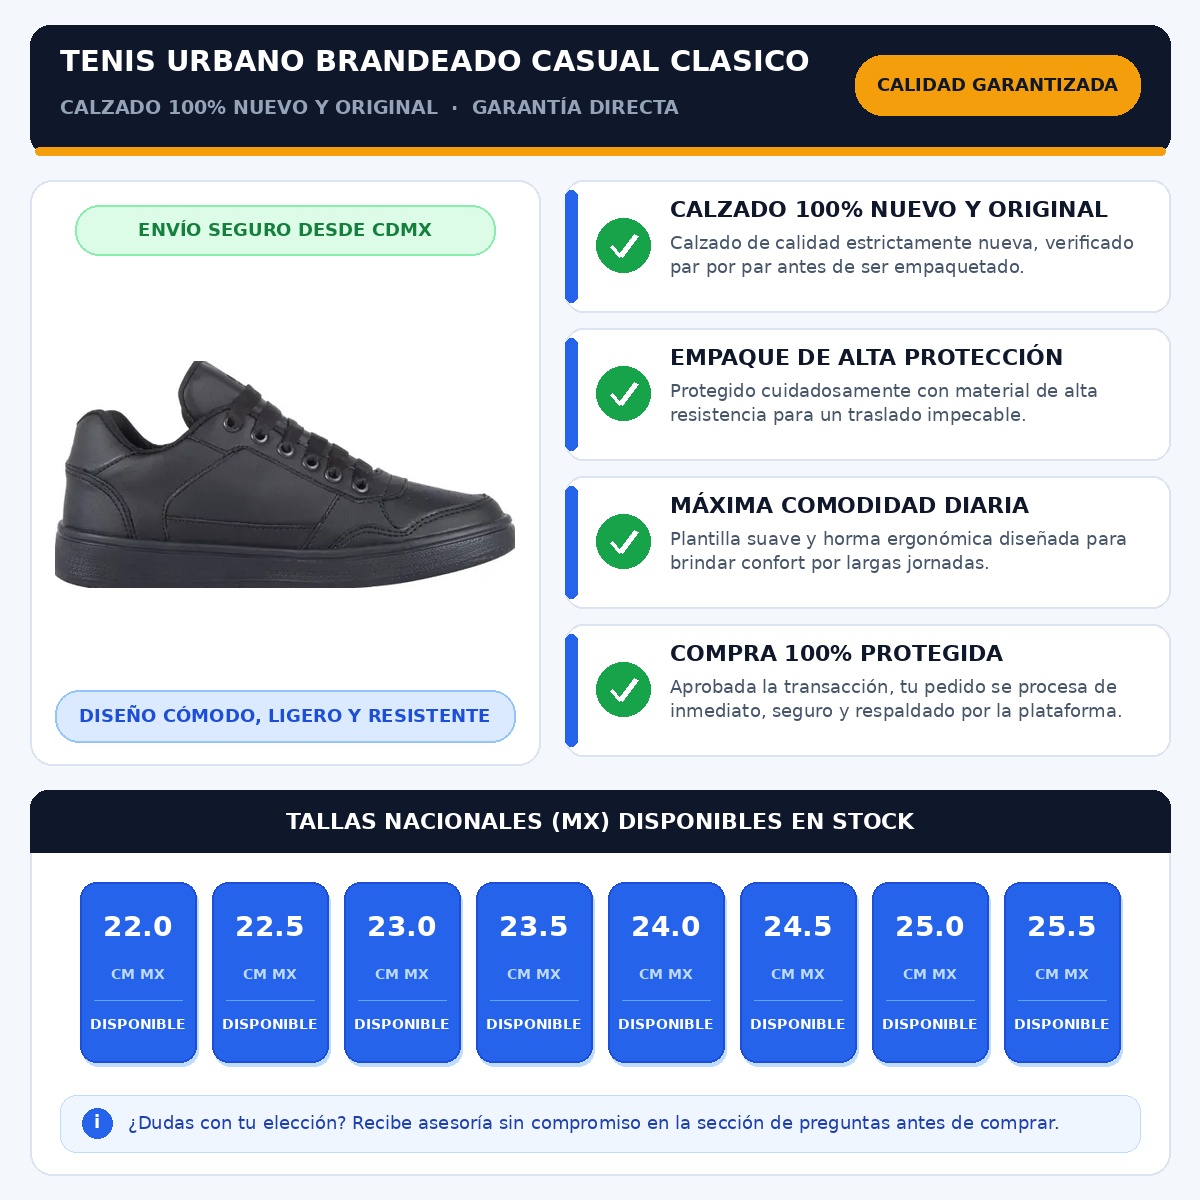 TENIS URBANO BRANDEADO CASUAL CLASICO
CALZADO 100% NUEVO Y ORIGINAL · GARANTÍA DIRECTA
CALIDAD GARANTIZADA
ENVÍO SEGURO DESDE CDMX
DISEÑO CÓMODO, LIGERO Y RESISTENTE
CALZADO 100% NUEVO Y ORIGINAL
Calzado de calidad estrictamente nueva, verificado
par por par antes de ser empaquetado.
EMPAQUE DE ALTA PROTECCIÓN
Protegido cuidadosamente con material de alta
resistencia para un traslado impecable.
MÁXIMA COMODIDAD DIARIA
Plantilla suave y horma ergonómica diseñada para
brindar confort por largas jornadas.
COMPRA 100% PROTEGIDA
Aprobada la transacción, tu pedido se procesa de
inmediato, seguro y respaldado por la plataforma.
TALLAS NACIONALES (MX) DISPONIBLES EN STOCK
22.0 22.5 23.0 23.5 24.0 24.5 25.0 25.5
CM MX CM MX CM MX CM MX CM MX CM MX CM MX CM MX
DISPONIBLE DISPONIBLE DISPONIBLE DISPONIBLE DISPONIBLE DISPONIBLE DISPONIBLE DISPONIBLE
i ¿Dudas con tu elección? Recibe asesoría sin compromiso en la sección de preguntas antes de comprar.